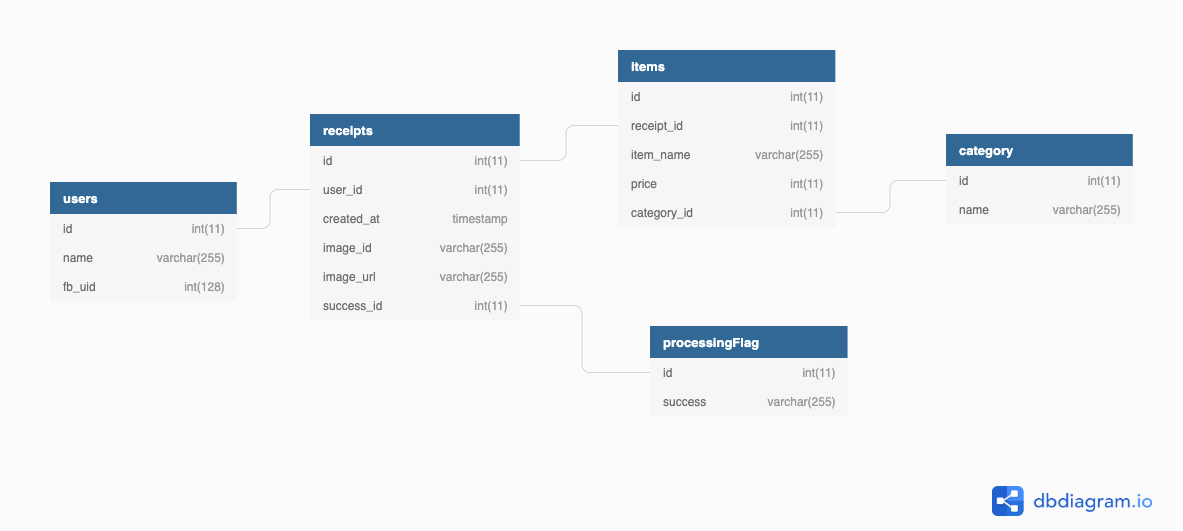 users
id int(11)
name varchar(255)
fb_uid int(128)
receipts
id int(11)
user_id int(11)
created_at timestamp
image_id varchar(255)
image_url varchar(255)
success_id int(11)
items
id int(11)
receipt_id int(11)
item_name varchar(255)
price int(11)
category_id int(11)
category
id int(11)
name varchar(255)
processingFlag
id int(11)
success varchar(255)
dbdiagram.io